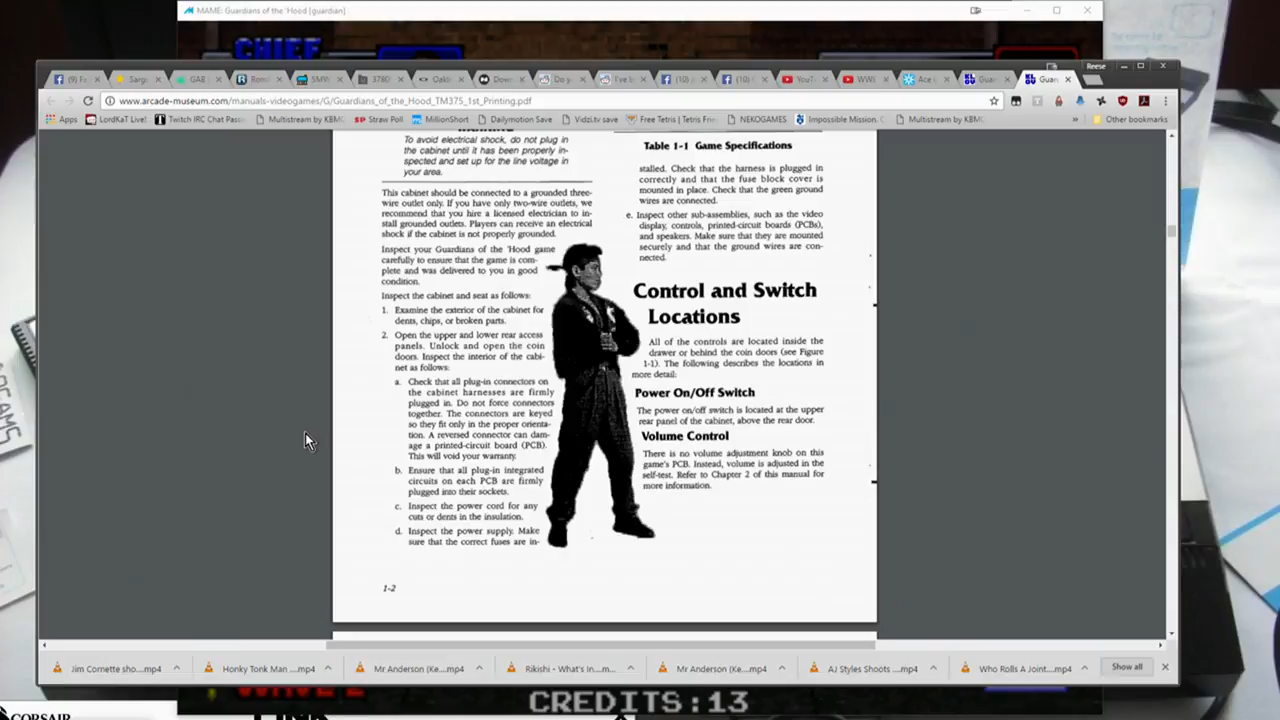 MAME: Guardians of the 'Hood [guardian]
CHIEF
Reese
(9) F
Sarg
GAB
Rom
SMV
3780
Oakl
Down
Do y
I've b
(10)
(10)
YouT
WWE
Ace
Guar
Guar
www.arcade-museum.com/manuals-videogames/G/Guardians_of_the_Hood_TM375_1st_Printing.pdf
Apps
LordKaT Live!
Twitch IRC Chat Passw
Multistream by KBMC
Straw Poll
MillionShort
Dailymotion Save
Vidzi.tv save
Free Tetris | Tetris Frie
NEKOGAMES
Impossible Mission.
Multistream by KBMC
»
Other bookmarks
To avoid electrical shock, do not plug in
the cabinet until it has been properly in-
spected and set up for the line voltage in
your area.
This cabinet should be connected to a grounded three-
wire outlet only. If you have only two-wire outlets, we
recommend that you hire a licensed electrician to in-
stall grounded outlets. Players can receive an electrical
shock if the cabinet is not properly grounded.
Inspect your Guardians of the 'Hood game
carefully to ensure that the game is com-
plete and was delivered to you in good
condition.
Inspect the cabinet and seat as follows:
1. Examine the exterior of the cabinet for
dents, chips, or broken parts.
2. Open the upper and lower rear access
panels. Unlock and open the coin
doors. Inspect the interior of the cabi-
net as follows:
a. Check that all plug-in connectors on
the cabinet harnesses are firmly
plugged in. Do not force connectors
together. The connectors are keyed
so they fit only in the proper orienta-
tion. A reversed connector can dam-
age a printed-circuit board (PCB).
This will void your warranty.
b. Ensure that all plug-in integrated
circuits on each PCB are firmly
plugged into their sockets.
c. Inspect the power cord for any
cuts or dents in the insulation.
d. Inspect the power supply. Make
sure that the correct fuses are in-
1-2
Table 1-1 Game Specifications
stalled. Check that the harness is plugged in
correctly and that the fuse block cover is
mounted in place. Check that the green ground
wires are connected.
e. Inspect other sub-assemblies, such as the video
display, controls, printed-circuit boards (PCBs),
and speakers. Make sure that they are mounted
securely and that the ground wires are con-
nected.
Control and Switch
Locations
All of the controls are located inside the
drawer or behind the coin doors (see Figure
1-1). The following describes the locations in
more detail:
Power On/Off Switch
The power on/off switch is located at the upper
rear panel of the cabinet, above the rear door.
Volume Control
There is no volume adjustment knob on this
game's PCB. Instead, volume is adjusted in the
self-test. Refer to Chapter 2 of this manual for
more information.
Jim Cornette sho....mp4
Honky Tonk Man ....mp4
Mr Anderson (Ke....mp4
Rikishi - What's In....m...
Mr Anderson (Ke....mp4
AJ Styles Shoots ....mp4
Who Rolls A Joint....mp4
Show all
CREDITS:13
CORSAIR